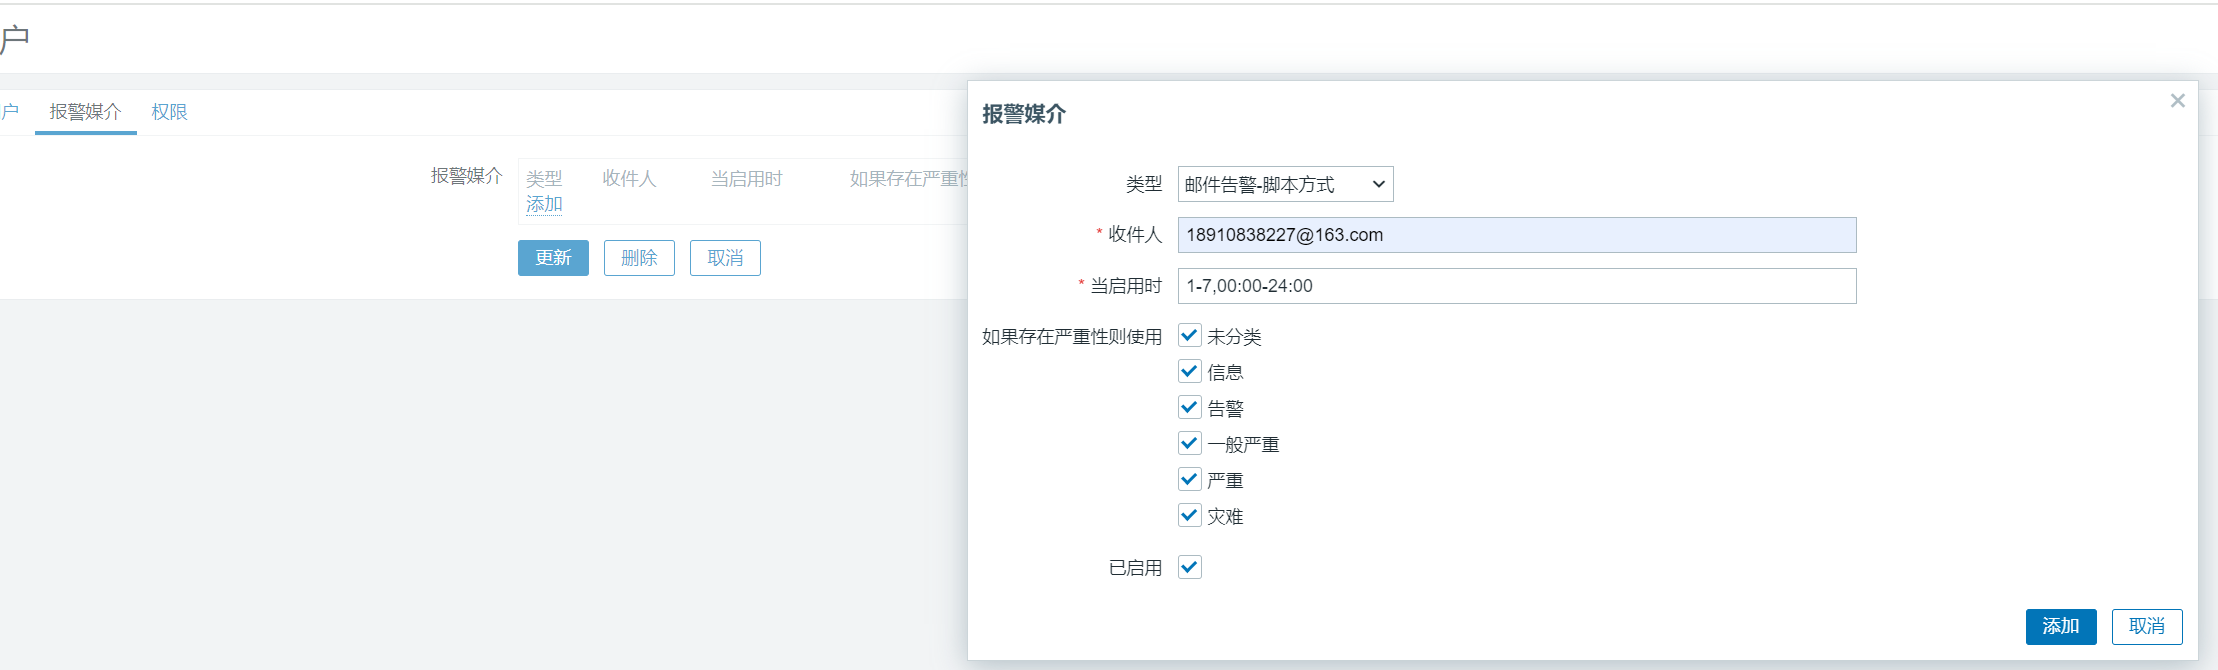 户
户 报警媒介 权限
报警媒介 类型 收件人 当启用时 如果存在严重性
添加
更新 删除 取消
报警媒介
类型 邮件告警-脚本方式
* 收件人 18910838227@163.com
* 当启用时 1-7,00:00-24:00
如果存在严重性则使用 未分类
信息
告警
一般严重
严重
灾难
已启用
添加 取消